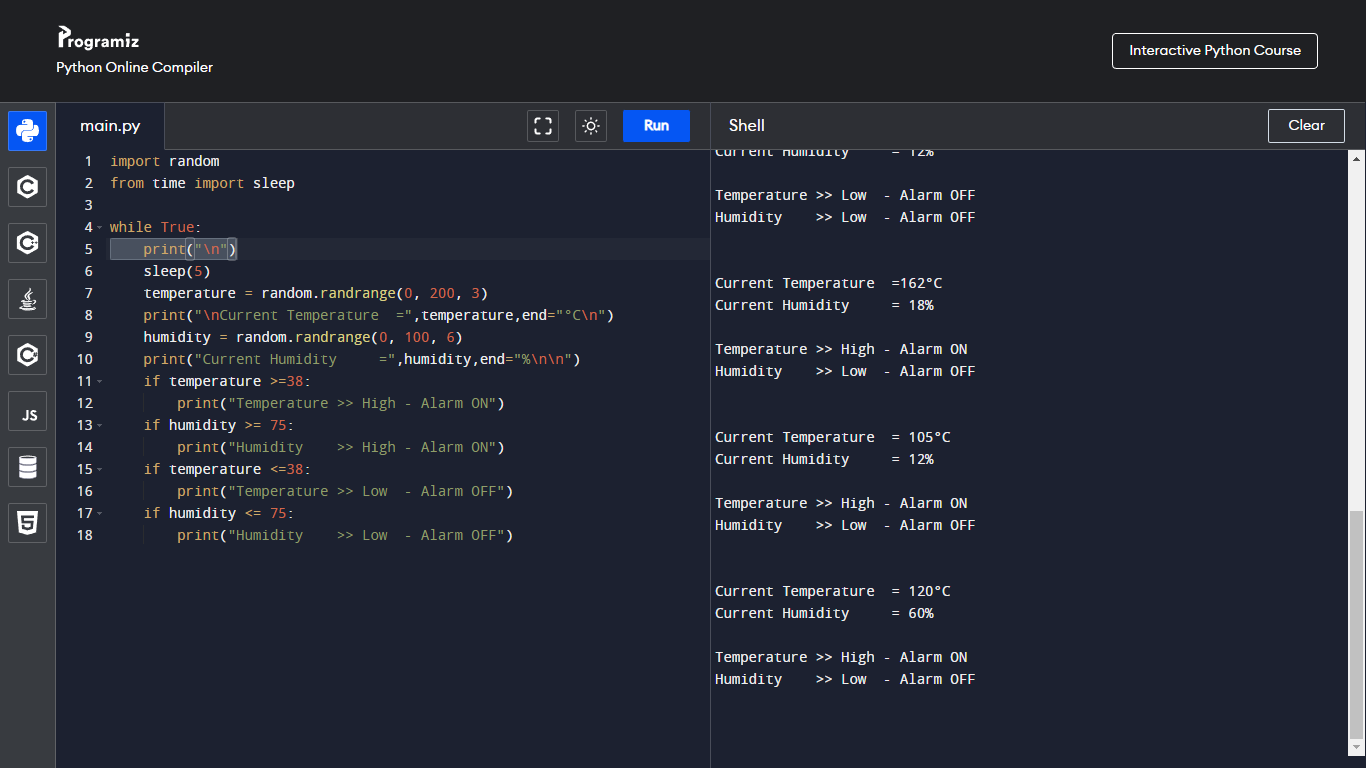 Programiz
Python Online Compiler
Interactive Python Course
main.py
Run
Shell
Clear
JS
1 import random
2 from time import sleep
3
4 while True:
5     print("\n")
6     sleep(5)
7     temperature = random.randrange(0, 200, 3)
8     print("\nCurrent Temperature  =",temperature,end="°C\n")
9     humidity = random.randrange(0, 100, 6)
10     print("Current Humidity     =",humidity,end="%\n\n")
11     if temperature >=38:
12         print("Temperature >> High - Alarm ON")
13     if humidity >= 75:
14         print("Humidity    >> High - Alarm ON")
15     if temperature <=38:
16         print("Temperature >> Low  - Alarm OFF")
17     if humidity <= 75:
18         print("Humidity    >> Low  - Alarm OFF")
Current Humidity     = 12%
Temperature >> Low  - Alarm OFF
Humidity    >> Low  - Alarm OFF
Current Temperature  =162°C
Current Humidity     = 18%
Temperature >> High - Alarm ON
Humidity    >> Low  - Alarm OFF
Current Temperature  = 105°C
Current Humidity     = 12%
Temperature >> High - Alarm ON
Humidity    >> Low  - Alarm OFF
Current Temperature  = 120°C
Current Humidity     = 60%
Temperature >> High - Alarm ON
Humidity    >> Low  - Alarm OFF